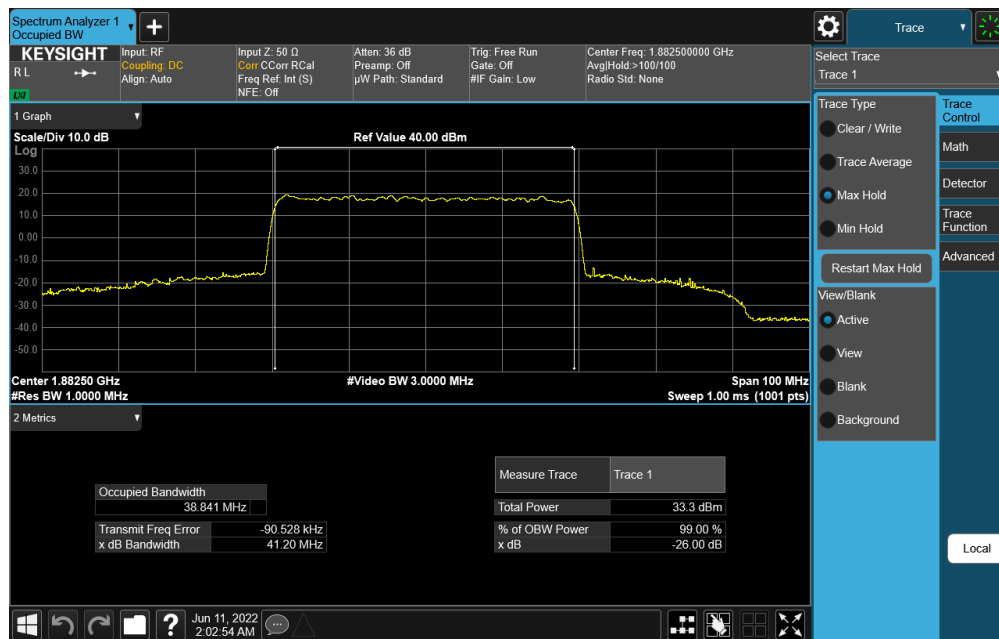 Spectrum Analyzer 1
Occupied BW
Trace
KEYSIGHT
R L
LXI
Input: RF
Coupling: DC
Align: Auto
Input Z: 50 Ω
Corr CCorr RCal
Freq Ref: Int (S)
NFE: Off
Atten: 36 dB
Preamp: Off
µW Path: Standard
Trig: Free Run
Gate: Off
#IF Gain: Low
Center Freq: 1.882500000 GHz
Avg|Hold:>100/100
Radio Std: None
Select Trace
Trace 1
1 Graph
Scale/Div 10.0 dB
Ref Value 40.00 dBm
Log
30.0
20.0
10.0
0.00
-10.0
-20.0
-30.0
-40.0
-50.0
Center 1.88250 GHz
#Video BW 3.0000 MHz
Span 100 MHz
#Res BW 1.0000 MHz
Sweep 1.00 ms (1001 pts)
Trace Type
Clear / Write
Trace Average
Max Hold
Min Hold
Restart Max Hold
View/Blank
Active
View
Blank
Background
Trace
Control
Math
Detector
Trace
Function
Advanced
Local
2 Metrics
Occupied Bandwidth
38.841 MHz
Transmit Freq Error -90.528 kHz
x dB Bandwidth 41.20 MHz
Measure Trace Trace 1
Total Power 33.3 dBm
% of OBW Power 99.00 %
x dB -26.00 dB
?
Jun 11, 2022
2:02:54 AM